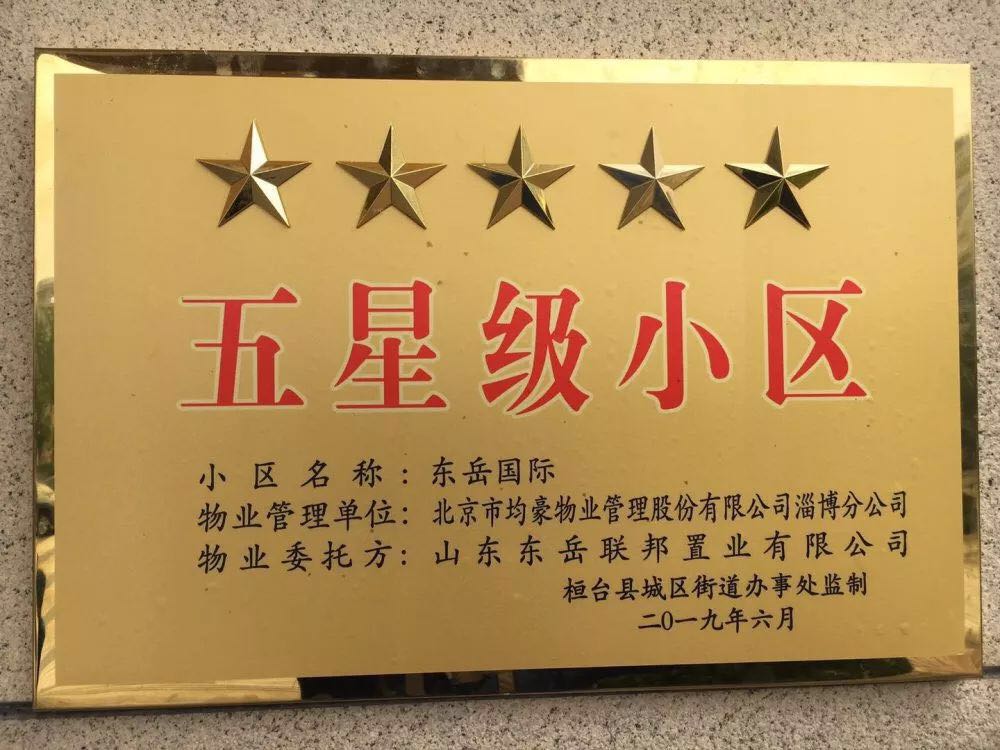 五星级小区
小区名称：东岳国际
物业管理单位：北京市均豪物业管理股份有限公司淄博分公司
物业委托方：山东东岳联邦置业有限公司
桓台县城区街道办事处监制
二0一九年六月